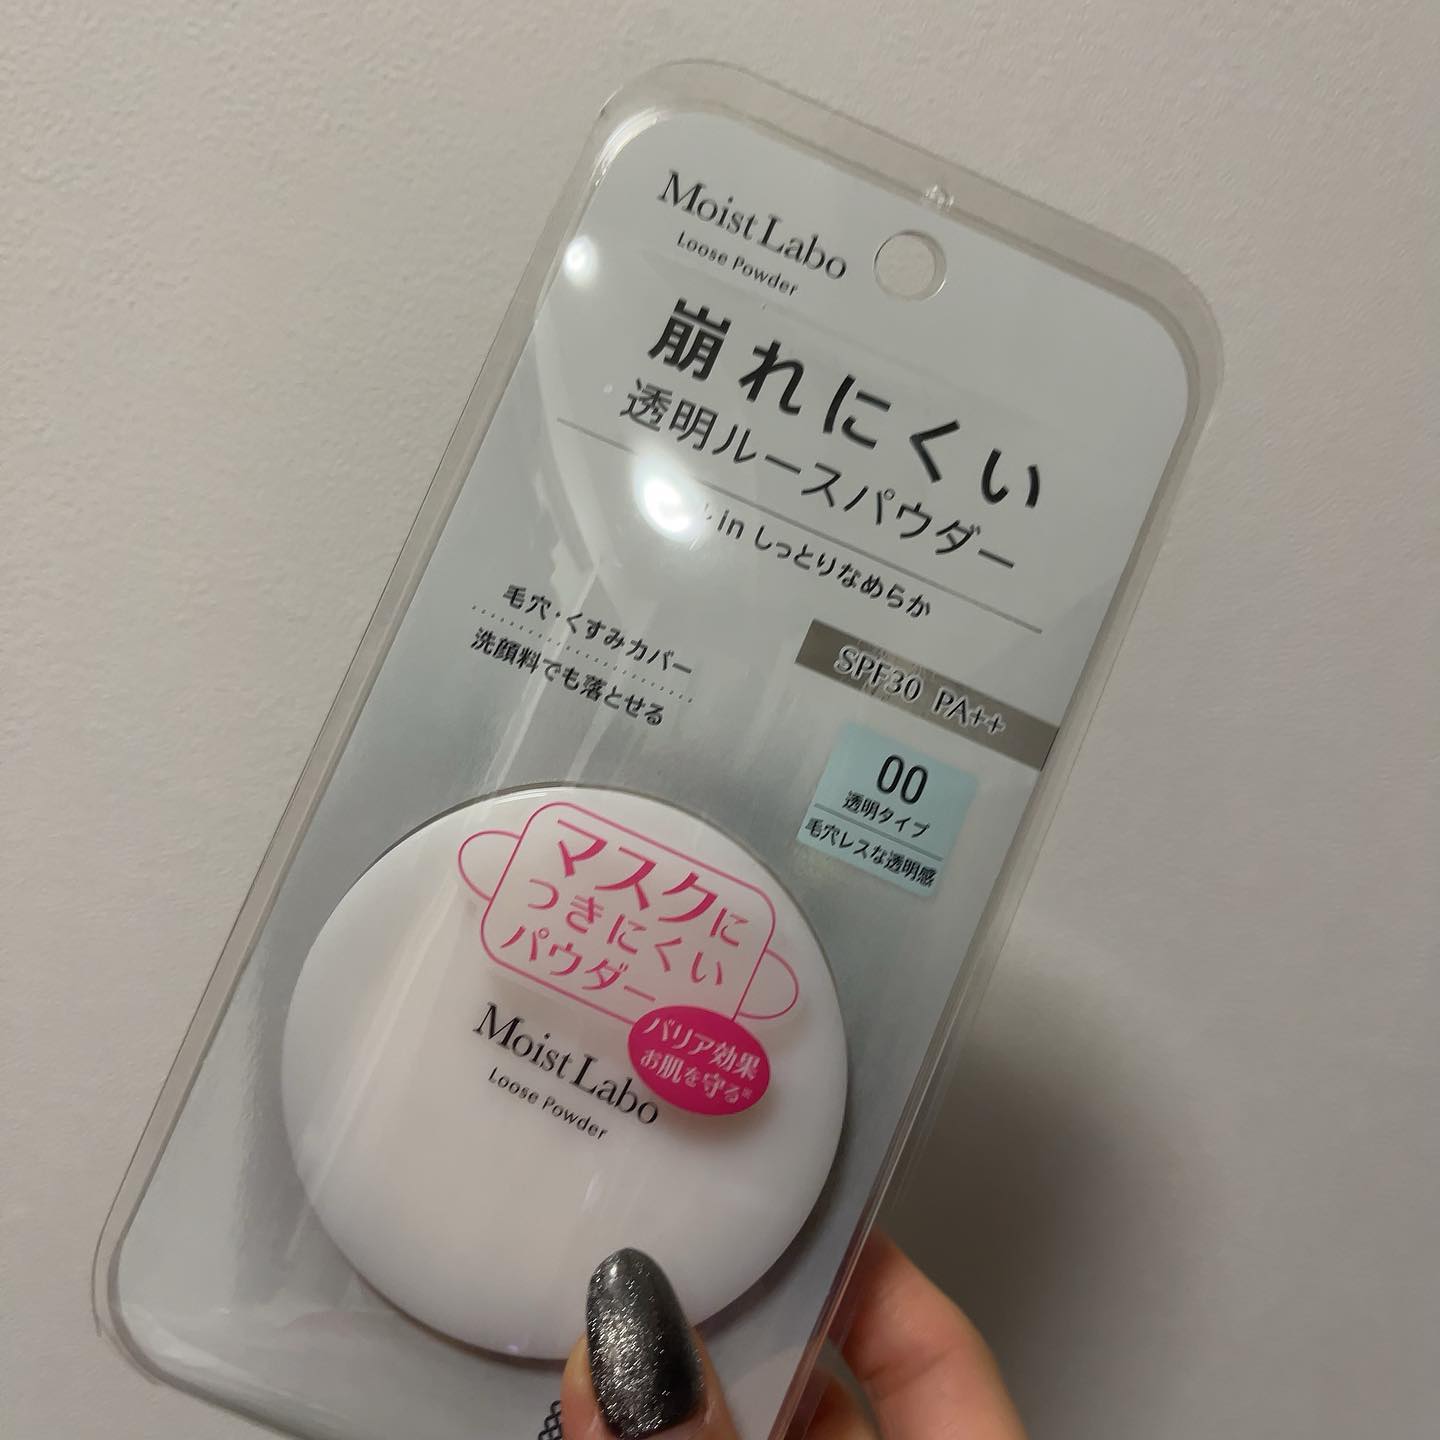 Moist Labo
Loose Powder
崩れにくい
透明ルースパウダー
in しっとりなめらか
毛穴・くすみカバー
洗顔料でも落とせる
SPF30 PA++
00
透明タイプ
毛穴レスな透明感
マスクに
つきにくい
パウダー
バリア効果
お肌を守る※
Moist Labo
Loose Powder